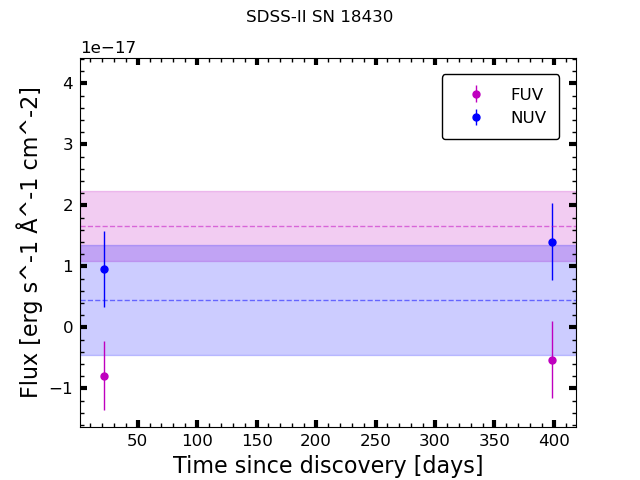 SDSS-II SN 18430
1e−17
4
3
2
1
0
−1
Flux [erg s^-1 Å^-1 cm^-2]
FUV
NUV
50 100 150 200 250 300 350 400
Time since discovery [days]